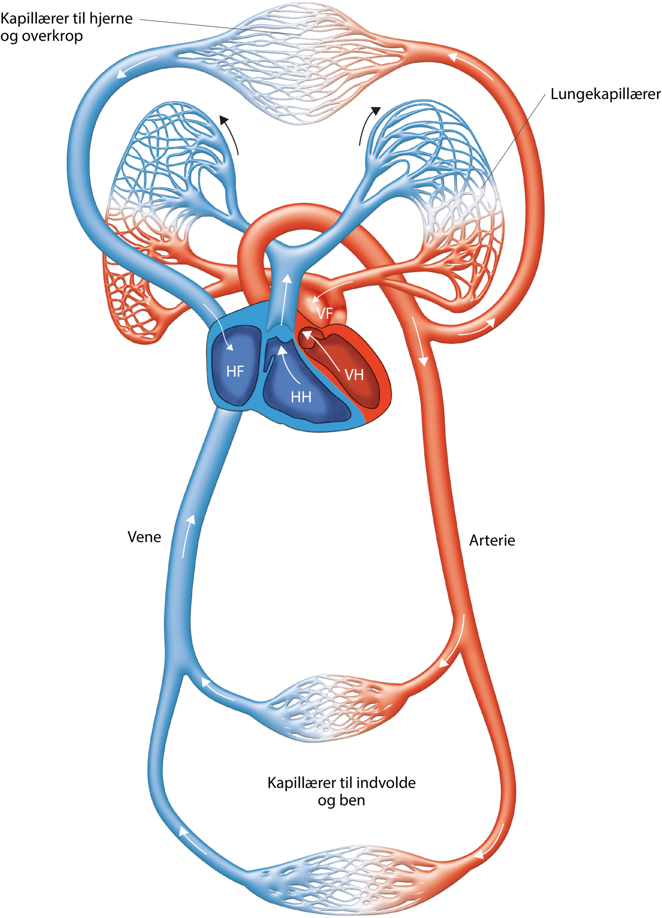 Kapillærer til hjerne
og overkrop
Lungekapillærer
VF
HF
VH
HH
Vene
Arterie
Kapillærer til indvolde
og ben